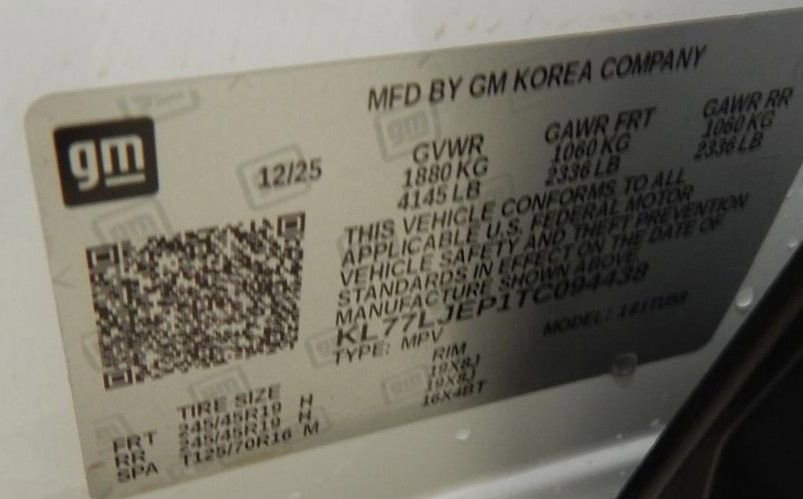 MFD BY GM KOREA COMPANY
gm
12/25
GVWR GAWR FRT GAWR RR
1880 KG 1060 KG 1060 KG
4145 LB 2336 LB 2336 LB
THIS VEHICLE CONFORMS TO ALL
APPLICABLE U.S. FEDERAL MOTOR
VEHICLE SAFETY AND THEFT PREVENTION
STANDARDS IN EFFECT ON THE DATE OF
MANUFACTURE SHOWN ABOVE.
KL77LJEP1TC094438
TYPE: MPV MODEL:
TIRE SIZE RIM
FRT 245/45R19 H 19X8J
RR 245/45R19 H 19X8J
SPA T125/70R16 M 16X4BT